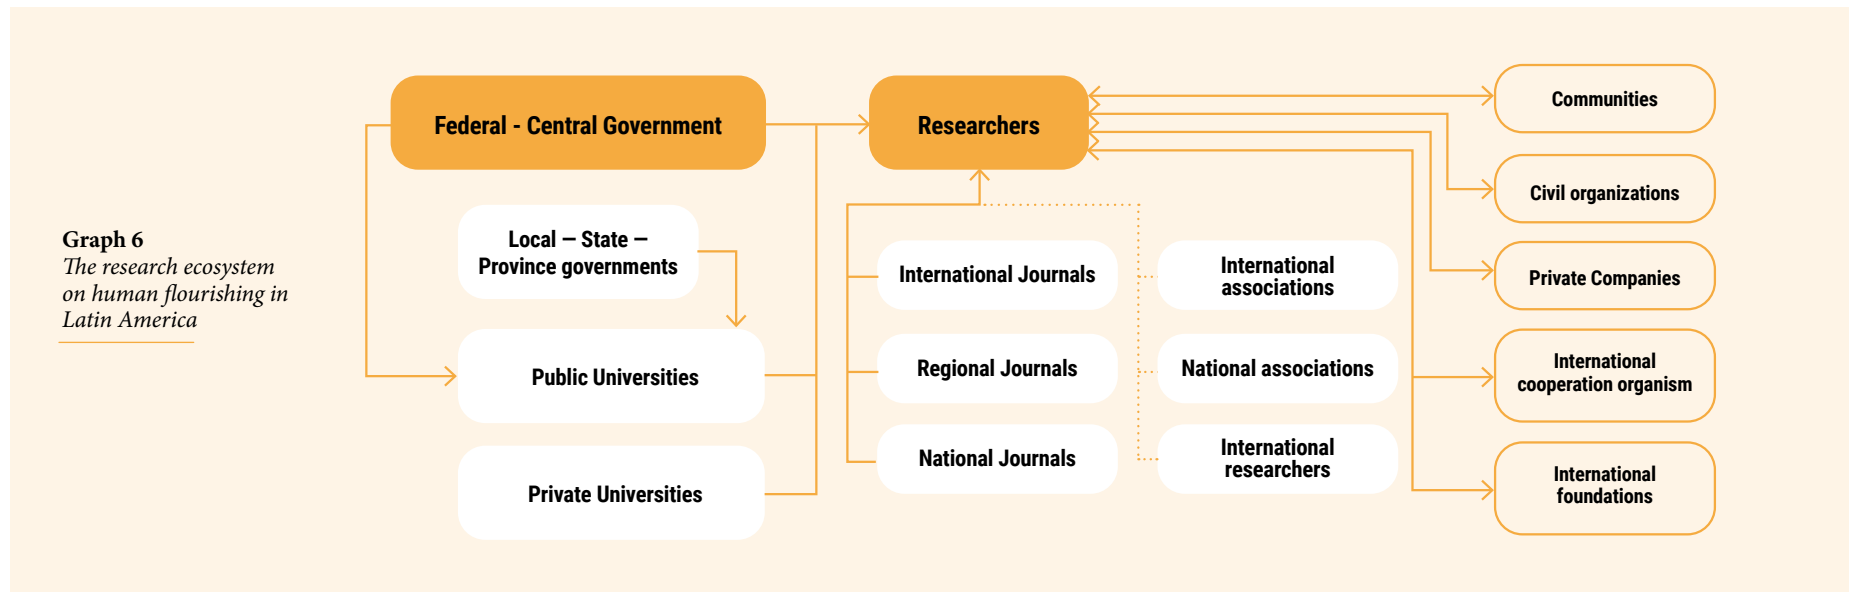 Graph 6
The research ecosystem
on human flourishing in
Latin America
Federal - Central Government
Local – State –
Province governments
Public Universities
Private Universities
Researchers
International Journals
Regional Journals
National Journals
International
associations
National associations
International
researchers
Communities
Civil organizations
Private Companies
International
cooperation organism
International
foundations